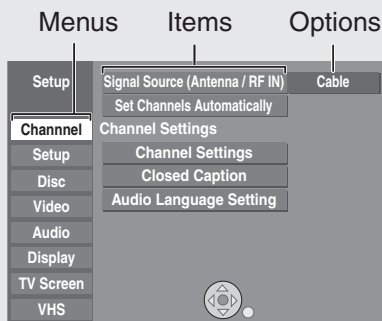 Menus Items Options
Setup Signal Source (Antenna / RF IN) Cable
Set Channels Automatically
Channnel Channel Settings
Setup Channel Settings
Disc Closed Caption
Video Audio Language Setting
Audio
Display
TV Screen
VHS